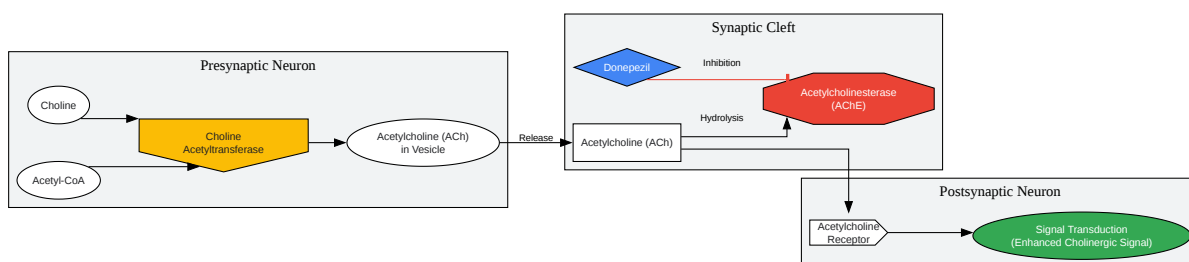 Presynaptic Neuron
Choline
Acetyl-CoA
Choline
Acetyltransferase
Acetylcholine (ACh)
in Vesicle
Release
Synaptic Cleft
Donepezil
Inhibition
Acetylcholinesterase
(AChE)
Hydrolysis
Acetylcholine (ACh)
Postsynaptic Neuron
Acetylcholine
Receptor
Signal Transduction
(Enhanced Cholinergic Signal)